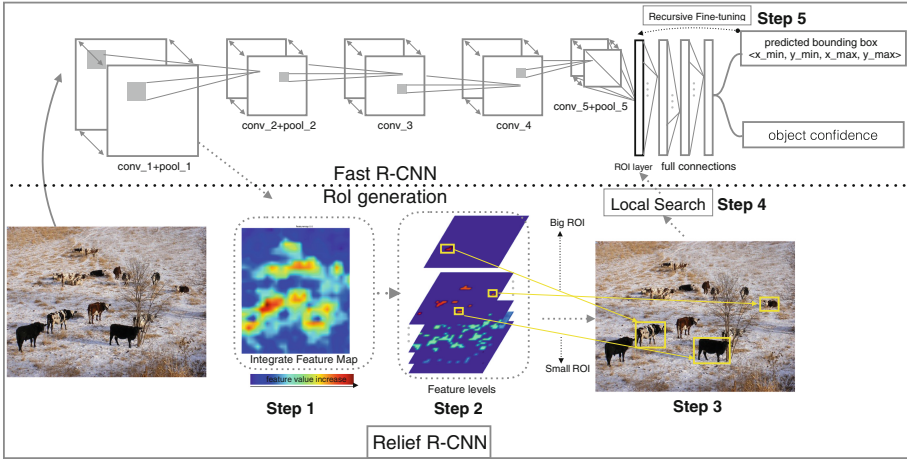 Recursive Fine-tuning
Step 5
predicted bounding box
<x_min, y_min, x_max, y_max>
conv_1+pool_1
conv_2+pool_2
conv_3
conv_4
conv_5+pool_5
object confidence
ROI layer
full connections
Fast R-CNN
RoI generation
Local Search
Step 4
Big ROI
Integrate Feature Map
feature value increase
Small ROI
Feature levels
Step 1
Step 2
Step 3
Relief R-CNN